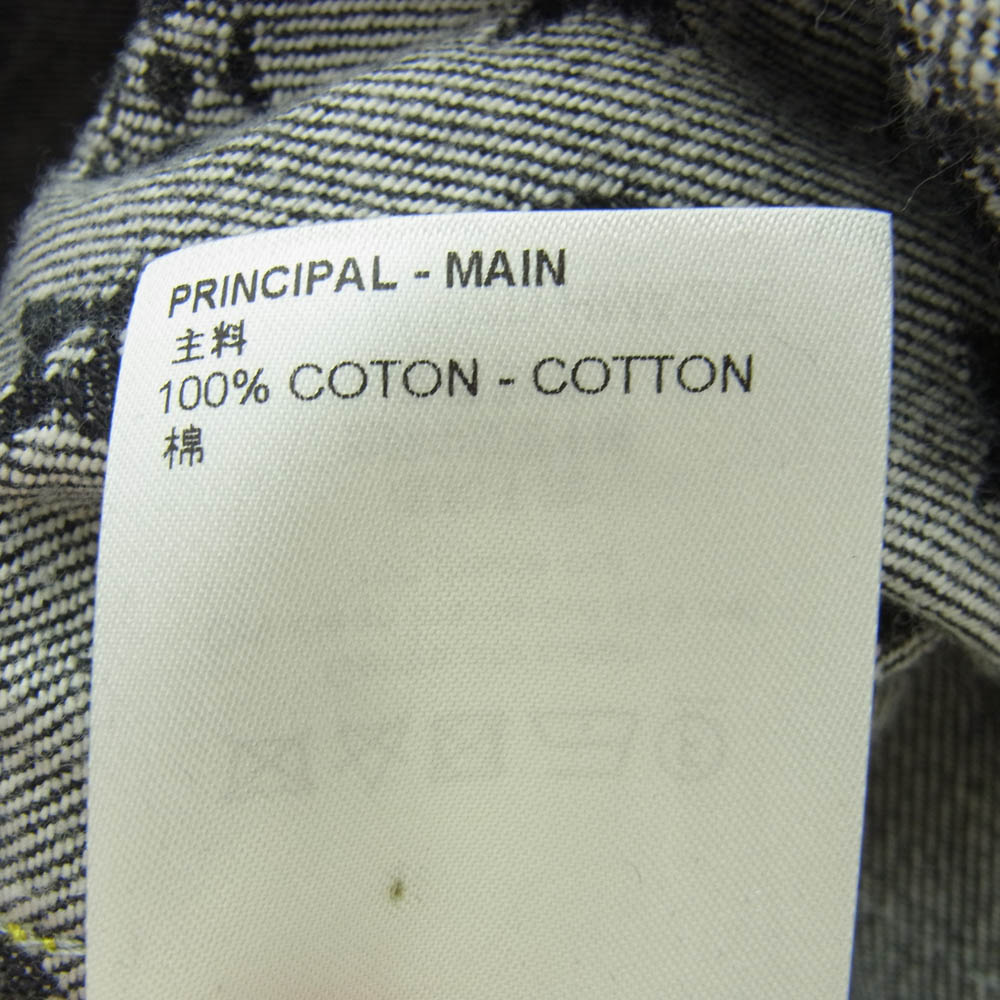 PRINCIPAL - MAIN
主料
100% COTON - COTTON
棉